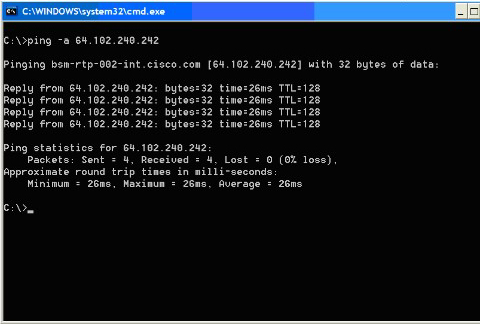 C:\WINDOWS\system32\cmd.exe
C:\>ping -a 64.102.240.242
Pinging bsm-rtp-002-int.cisco.com [64.102.240.242] with 32 bytes of data:
Reply from 64.102.240.242: bytes=32 time=26ms TTL=128
Reply from 64.102.240.242: bytes=32 time=26ms TTL=128
Reply from 64.102.240.242: bytes=32 time=26ms TTL=128
Reply from 64.102.240.242: bytes=32 time=26ms TTL=128
Ping statistics for 64.102.240.242:
    Packets: Sent = 4, Received = 4, Lost = 0 (0% loss),
Approximate round trip times in milli-seconds:
    Minimum = 26ms, Maximum = 26ms, Average = 26ms
C:\>_